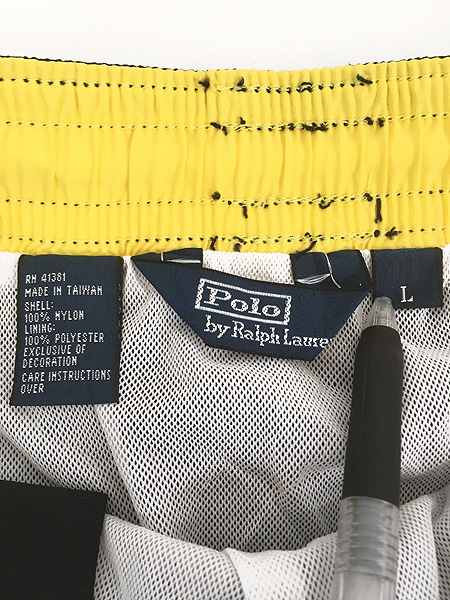 RN 41381
MADE IN TAIWAN
SHELL:
100% NYLON
LINING:
100% POLYESTER
EXCLUSIVE OF
DECORATION
CARE INSTRUCTIONS
OVER
Polo
by Ralph Lauren
L